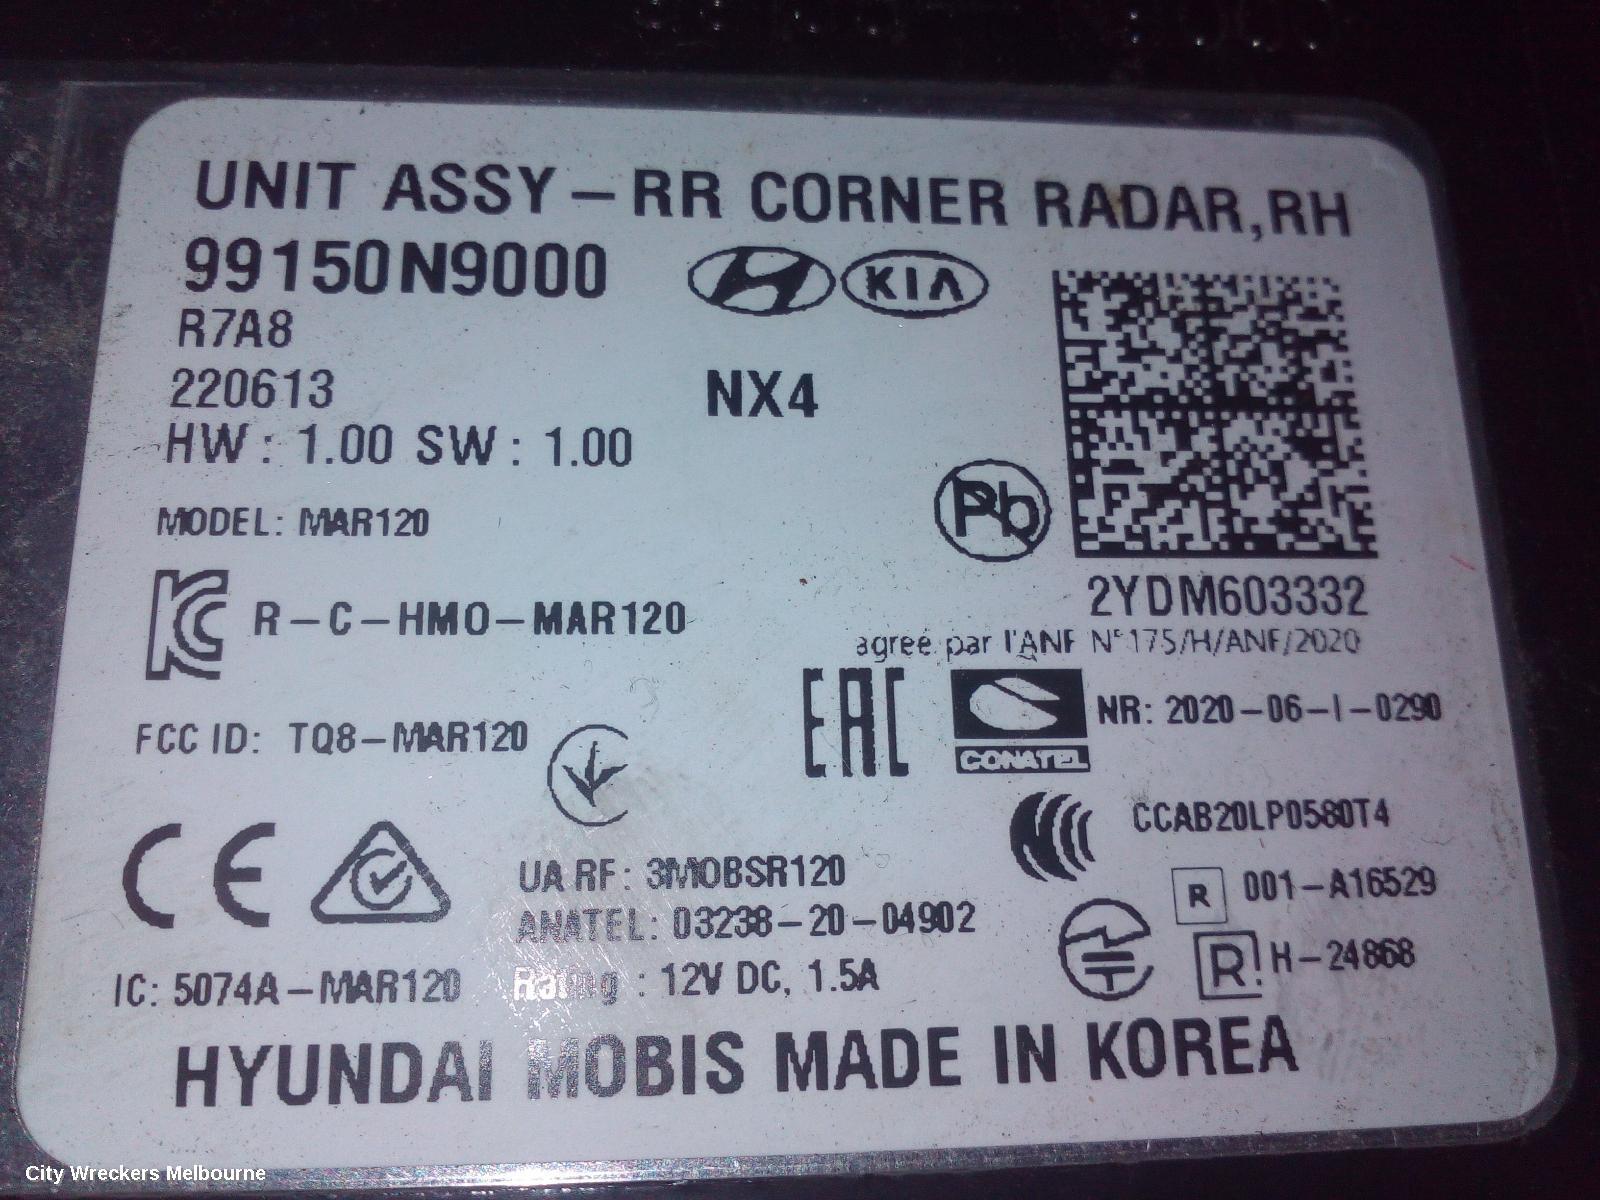 UNIT ASSY-RR CORNER RADAR,RH
99150N9000
KIA
R7A8
220613
NX4
HW: 1.00 SW: 1.00
MODEL: MAR120
Pb
2YDM603332
R-C-HMO-MAR120
agréé par l'ANF N°175/H/ANF/2020
FCC ID: TQ8-MAR120
EAC
CONATEL
NR: 2020-06-I-0290
CCAB20LP0580T4
CE
UA RF: 3MOBSR120
R 001-A16529
ANATEL: 03238-20-04902
R H-24868
IC: 5074A-MAR120
Rating : 12V DC, 1.5A
HYUNDAI MOBIS MADE IN KOREA
City Wreckers Melbourne